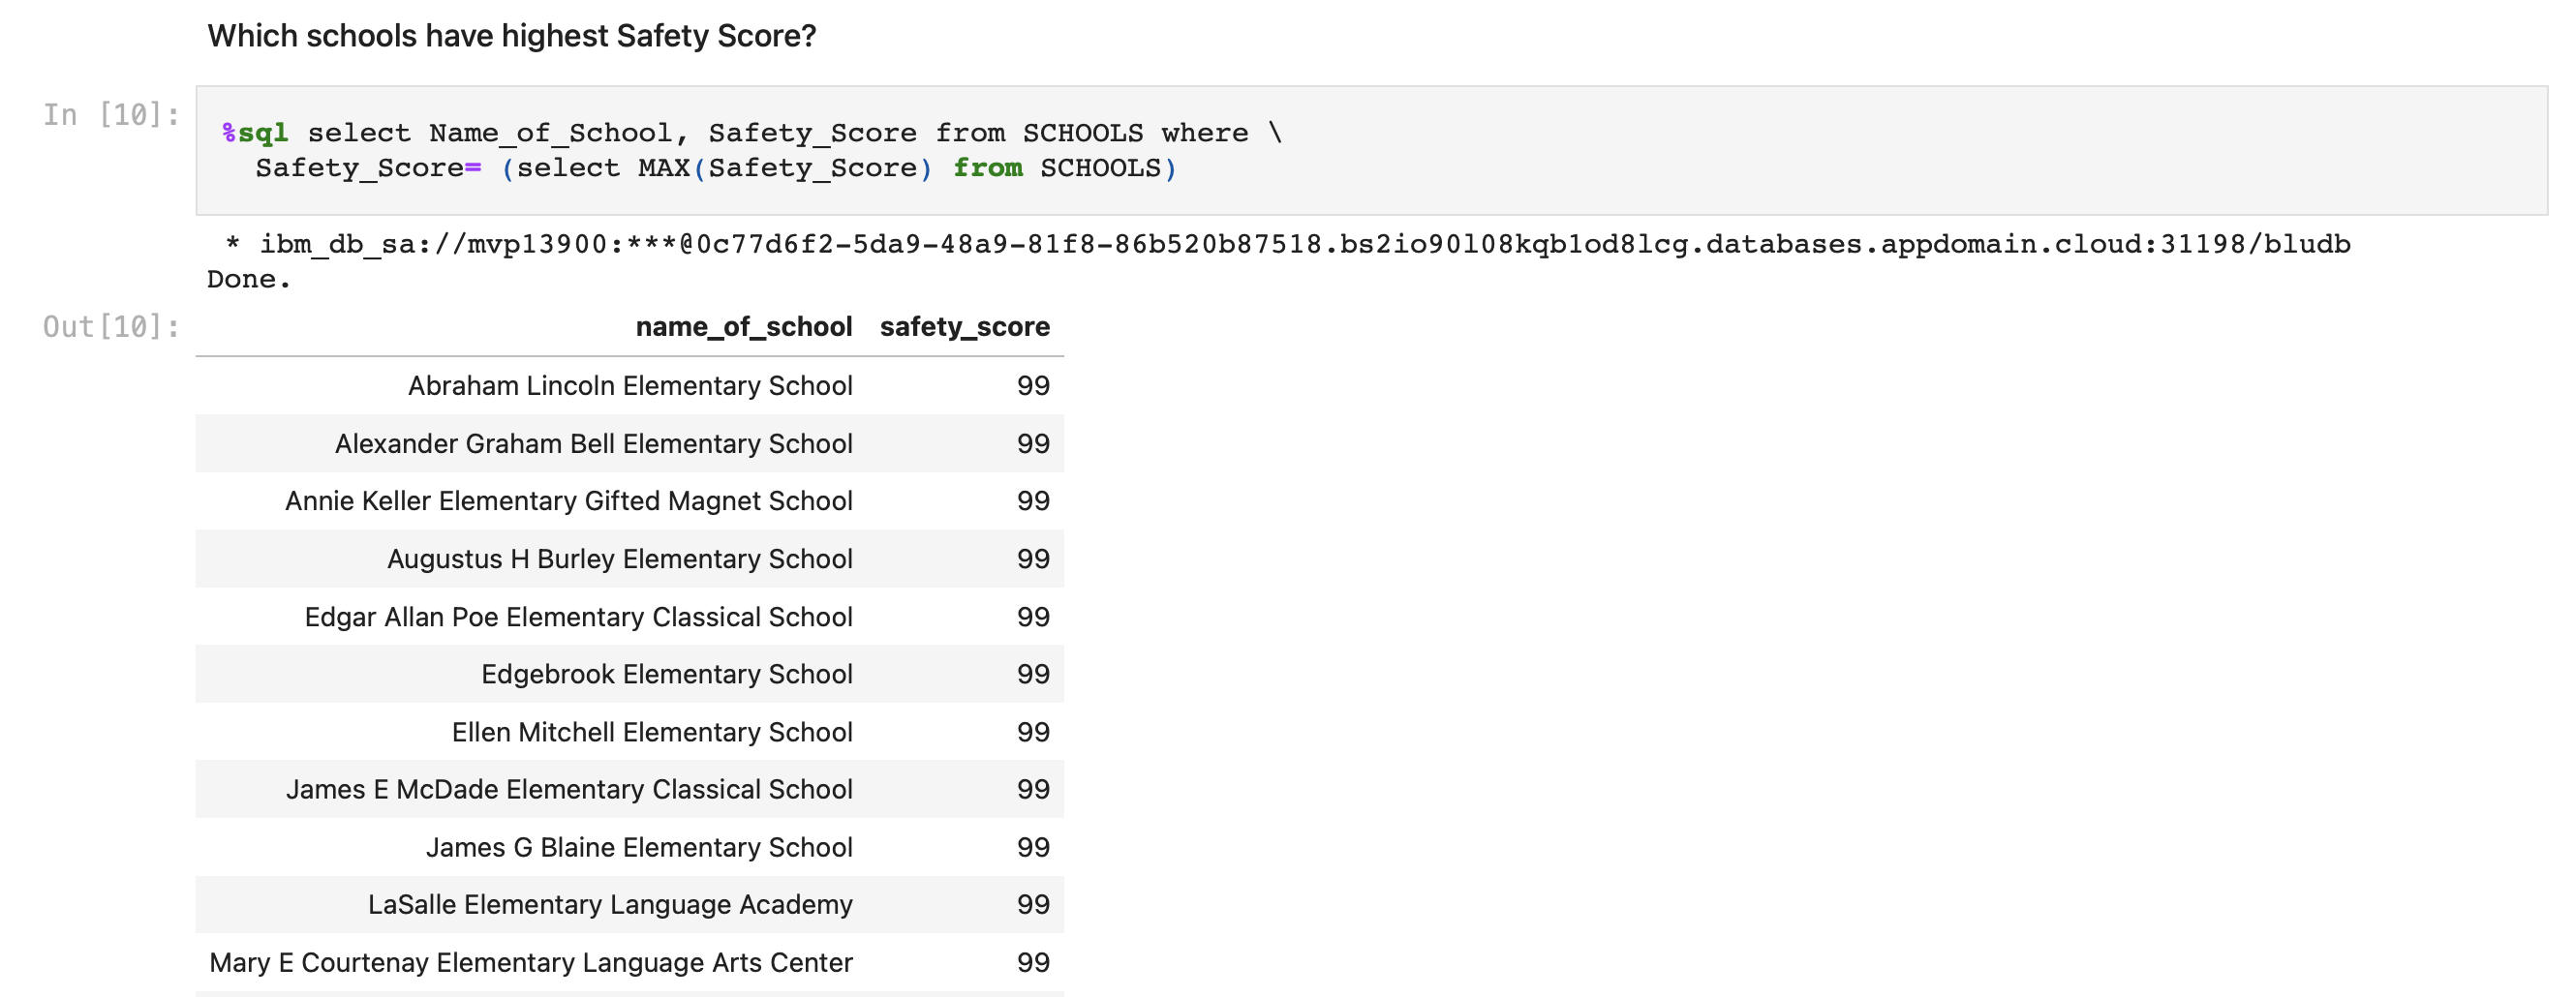 Which schools have highest Safety Score?
In [10]:
%sql select Name_of_School, Safety_Score from SCHOOLS where \
Safety_Score= (select MAX(Safety_Score) from SCHOOLS)
* ibm_db_sa://mvp13900:***@0c77d6f2-5da9-48a9-81f8-86b520b87518.bs2io90l08kqb1od8lcg.databases.appdomain.cloud:31198/bludb
Done.
Out[10]:
name_of_school safety_score
Abraham Lincoln Elementary School 99
Alexander Graham Bell Elementary School 99
Annie Keller Elementary Gifted Magnet School 99
Augustus H Burley Elementary School 99
Edgar Allan Poe Elementary Classical School 99
Edgebrook Elementary School 99
Ellen Mitchell Elementary School 99
James E McDade Elementary Classical School 99
James G Blaine Elementary School 99
LaSalle Elementary Language Academy 99
Mary E Courtenay Elementary Language Arts Center 99